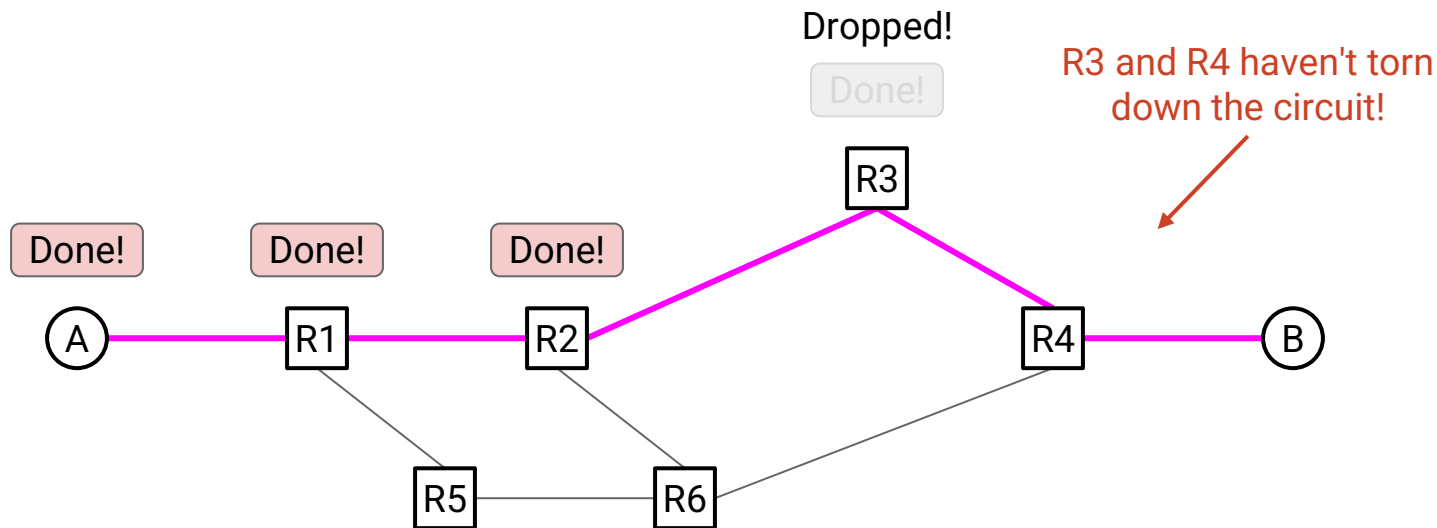 Dropped!
Done!
R3 and R4 haven't torn
down the circuit!
R3
Done!
Done!
Done!
A
R1
R2
R4
B
R5
R6